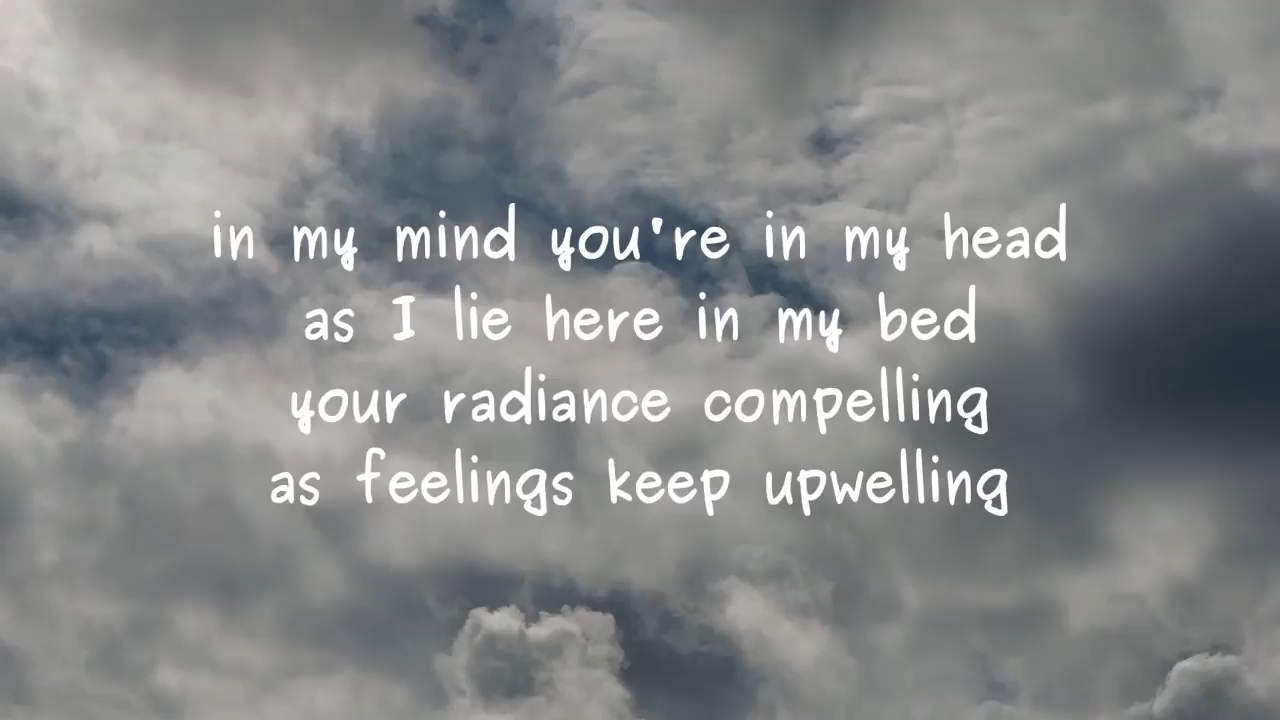 in my mind you're in my head
as I lie here in my bed
your radiance compelling
as feelings keep upwelling